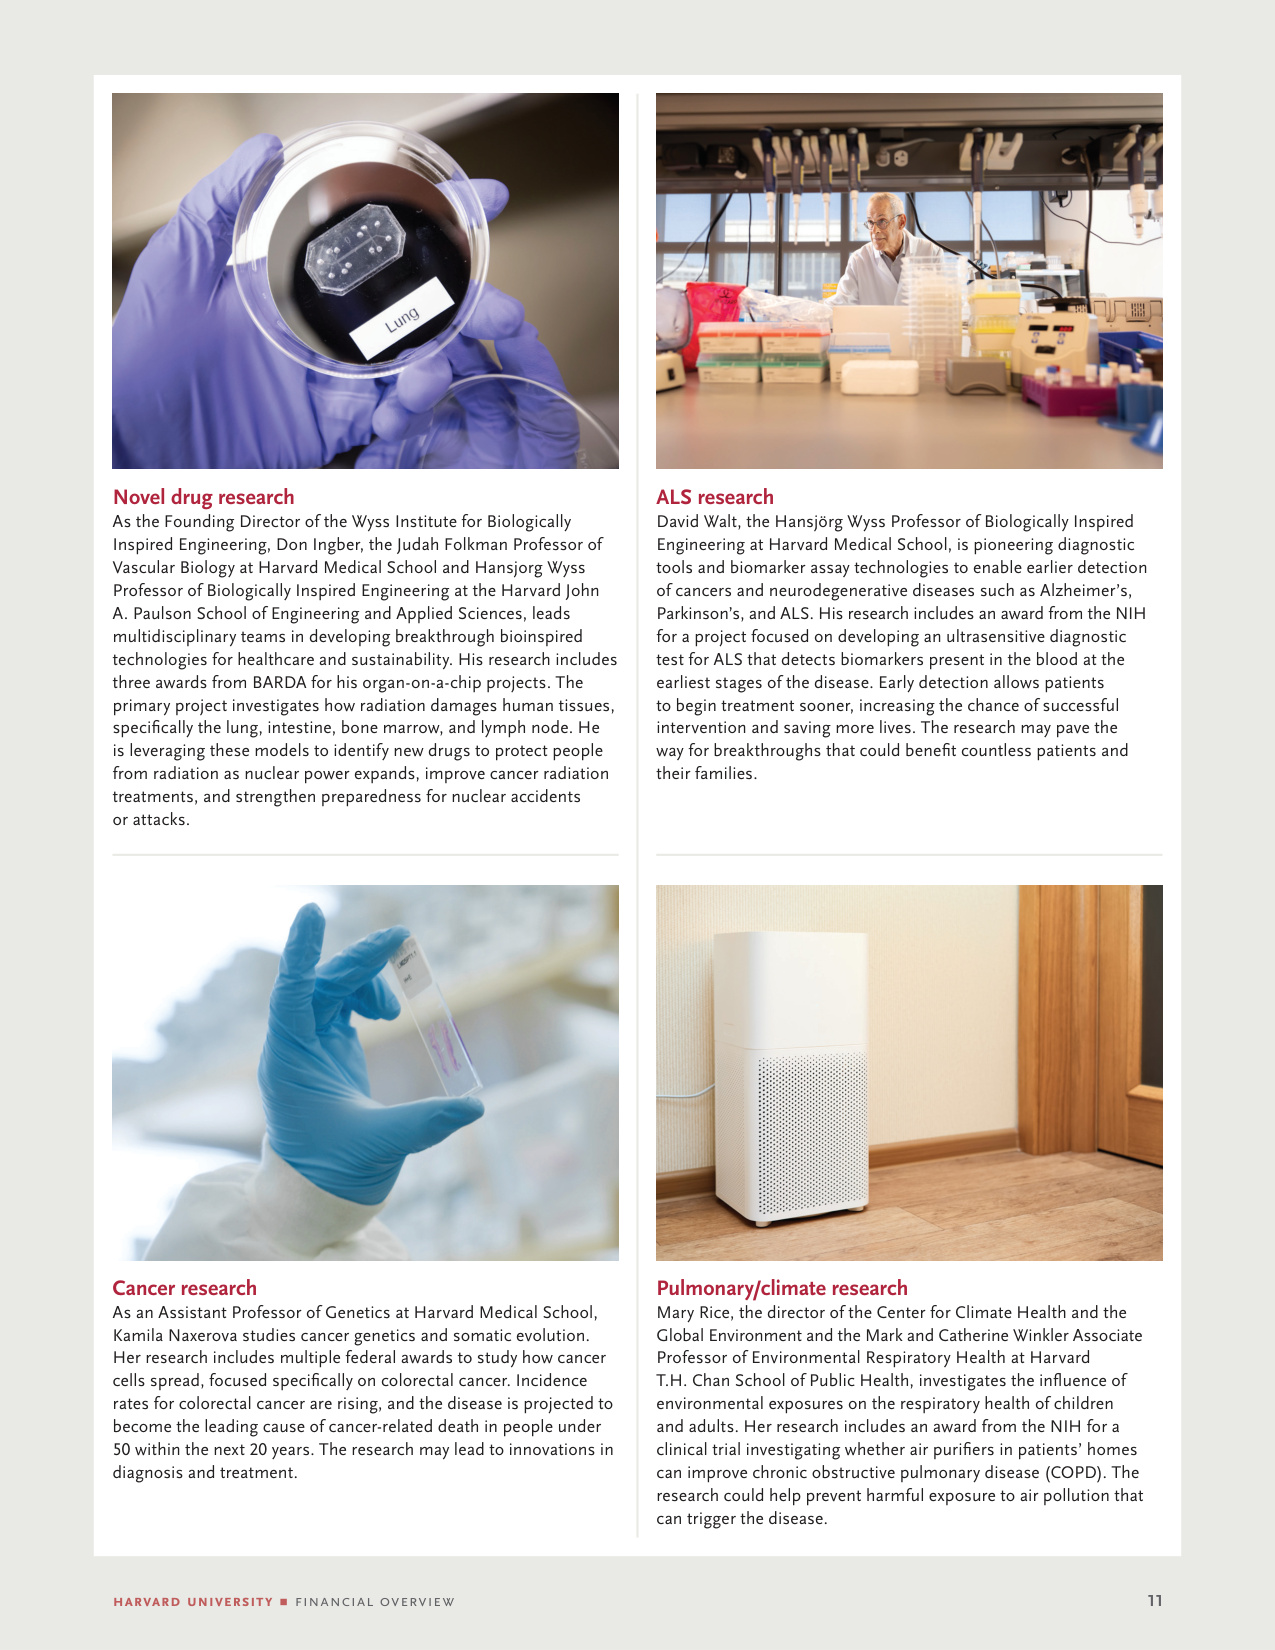 Lung
Novel drug research
As the Founding Director of the Wyss Institute for Biologically
Inspired Engineering, Don Ingber, the Judah Folkman Professor of
Vascular Biology at Harvard Medical School and Hansjorg Wyss
Professor of Biologically Inspired Engineering at the Harvard John
A. Paulson School of Engineering and Applied Sciences, leads
multidisciplinary teams in developing breakthrough bioinspired
technologies for healthcare and sustainability. His research includes
three awards from BARDA for his organ-on-a-chip projects. The
primary project investigates how radiation damages human tissues,
specifically the lung, intestine, bone marrow, and lymph node. He
is leveraging these models to identify new drugs to protect people
from radiation as nuclear power expands, improve cancer radiation
treatments, and strengthen preparedness for nuclear accidents
or attacks.
ALS research
David Walt, the Hansjörg Wyss Professor of Biologically Inspired
Engineering at Harvard Medical School, is pioneering diagnostic
tools and biomarker assay technologies to enable earlier detection
of cancers and neurodegenerative diseases such as Alzheimer's,
Parkinson's, and ALS. His research includes an award from the NIH
for a project focused on developing an ultrasensitive diagnostic
test for ALS that detects biomarkers present in the blood at the
earliest stages of the disease. Early detection allows patients
to begin treatment sooner, increasing the chance of successful
intervention and saving more lives. The research may pave the
way for breakthroughs that could benefit countless patients and
their families.
Cancer research
As an Assistant Professor of Genetics at Harvard Medical School,
Kamila Naxerova studies cancer genetics and somatic evolution.
Her research includes multiple federal awards to study how cancer
cells spread, focused specifically on colorectal cancer. Incidence
rates for colorectal cancer are rising, and the disease is projected to
become the leading cause of cancer-related death in people under
50 within the next 20 years. The research may lead to innovations in
diagnosis and treatment.
Pulmonary/climate research
Mary Rice, the director of the Center for Climate Health and the
Global Environment and the Mark and Catherine Winkler Associate
Professor of Environmental Respiratory Health at Harvard
T.H. Chan School of Public Health, investigates the influence of
environmental exposures on the respiratory health of children
and adults. Her research includes an award from the NIH for a
clinical trial investigating whether air purifiers in patients' homes
can improve chronic obstructive pulmonary disease (COPD). The
research could help prevent harmful exposure to air pollution that
can trigger the disease.
HARVARD UNIVERSITY ■ FINANCIAL OVERVIEW
11